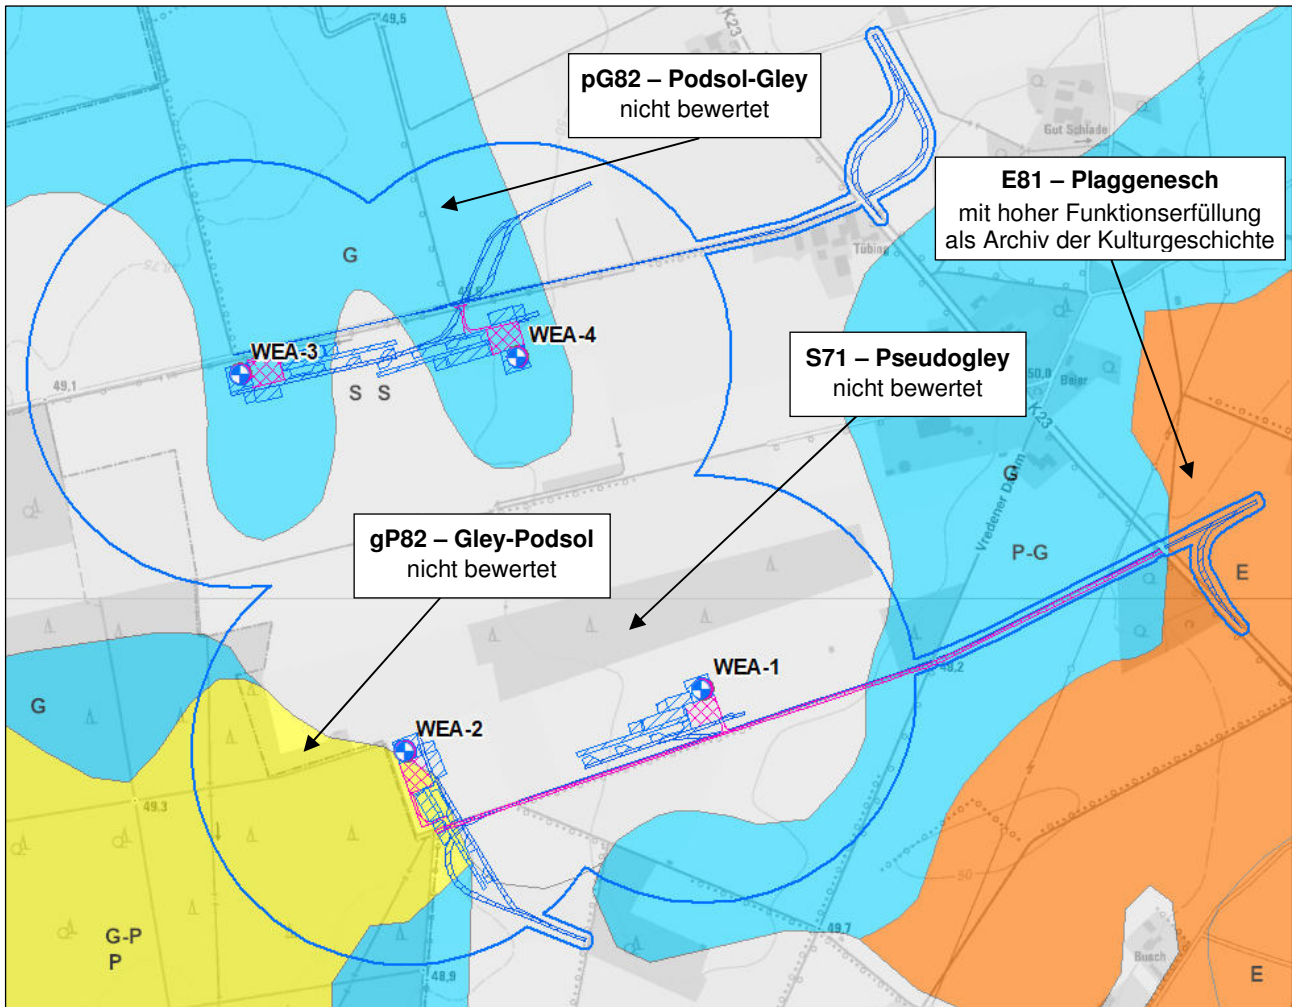 49,5
K23
pG82 – Podsol-Gley
nicht bewertet
Gut Schlade
E81 – Plaggenesch
mit hoher Funktionserfüllung
als Archiv der Kulturgeschichte
Tübing
G
WEA-3
WEA-4
49,1
S S
S71 – Pseudogley
nicht bewertet
50,0
Beier
K23
G
Vredener Damm
gP82 – Gley-Podsol
nicht bewertet
P-G
E
49,2
WEA-1
G
WEA-2
49,3
G-P
P
48,9
49,7
50
Busch
E